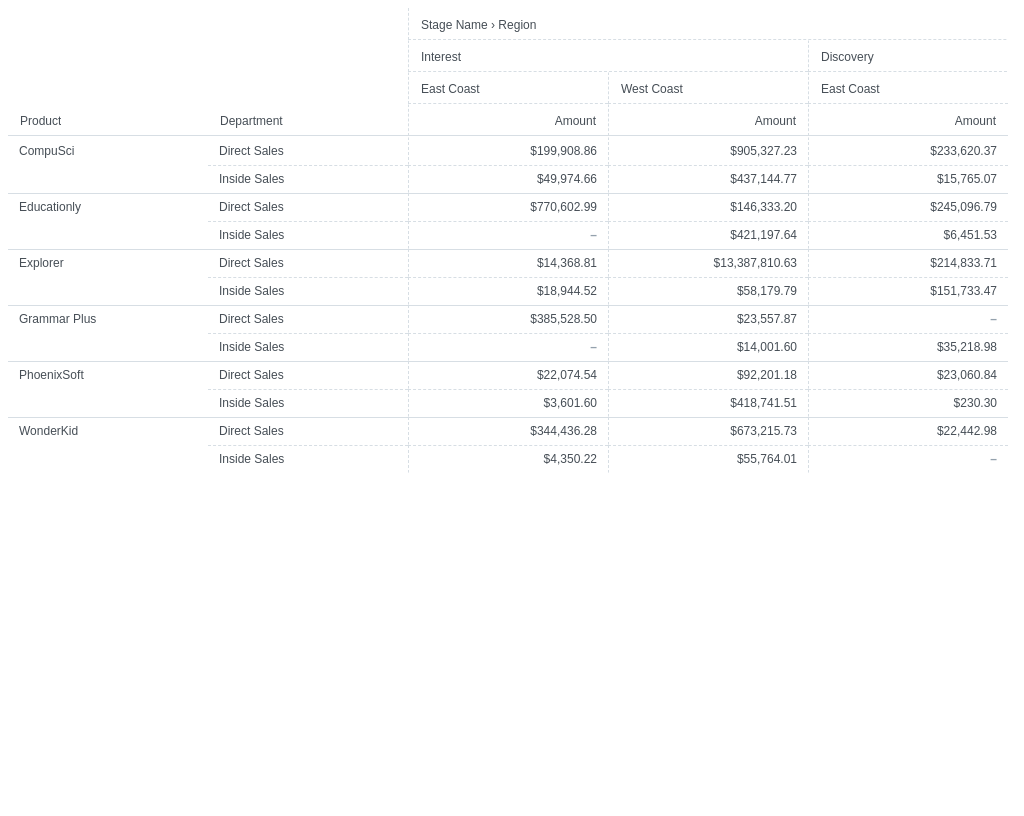 Stage Name › Region
Interest Discovery
East Coast West Coast East Coast
Product Department Amount Amount Amount
CompuSci Direct Sales $199,908.86 $905,327.23 $233,620.37
Inside Sales $49,974.66 $437,144.77 $15,765.07
Educationly Direct Sales $770,602.99 $146,333.20 $245,096.79
Inside Sales – $421,197.64 $6,451.53
Explorer Direct Sales $14,368.81 $13,387,810.63 $214,833.71
Inside Sales $18,944.52 $58,179.79 $151,733.47
Grammar Plus Direct Sales $385,528.50 $23,557.87 –
Inside Sales – $14,001.60 $35,218.98
PhoenixSoft Direct Sales $22,074.54 $92,201.18 $23,060.84
Inside Sales $3,601.60 $418,741.51 $230.30
WonderKid Direct Sales $344,436.28 $673,215.73 $22,442.98
Inside Sales $4,350.22 $55,764.01 –